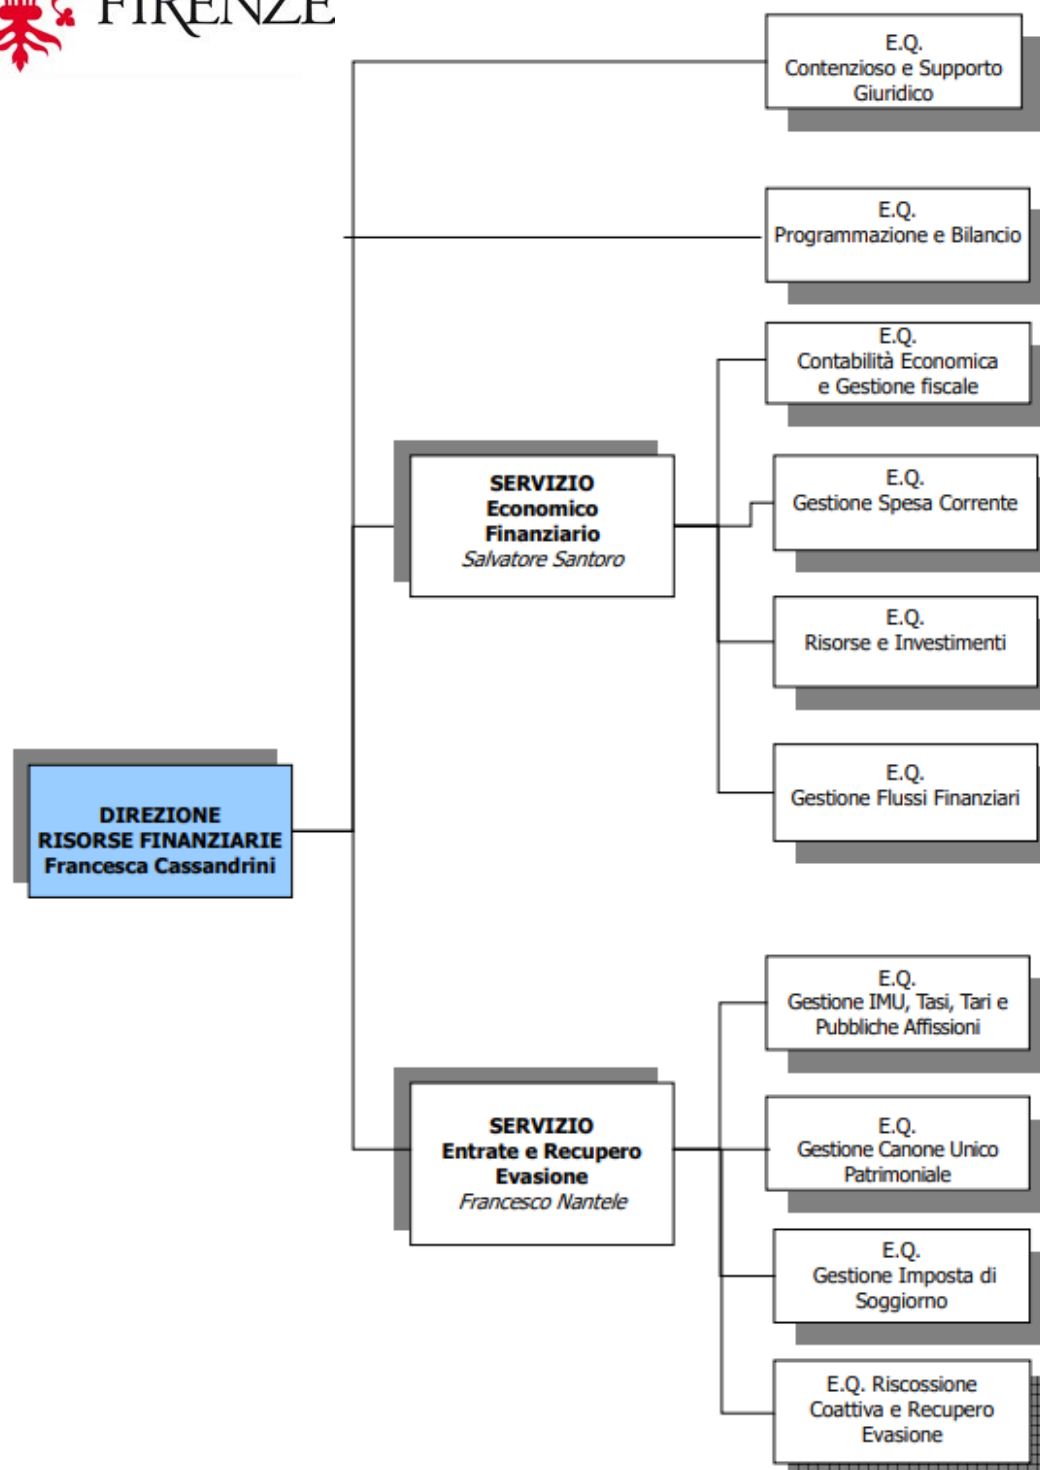 FIRENZE
E.Q.
Contenzioso e Supporto
Giuridico
E.Q.
Programmazione e Bilancio
E.Q.
Contabilità Economica
e Gestione fiscale
SERVIZIO
Economico
Finanziario
Salvatore Santoro
E.Q.
Gestione Spesa Corrente
E.Q.
Risorse e Investimenti
E.Q.
Gestione Flussi Finanziari
DIREZIONE
RISORSE FINANZIARIE
Francesca Cassandrini
E.Q.
Gestione IMU, Tasi, Tari e
Pubbliche Affissioni
SERVIZIO
Entrate e Recupero
Evasione
Francesco Nantele
E.Q.
Gestione Canone Unico
Patrimoniale
E.Q.
Gestione Imposta di
Soggiorno
E.Q. Riscossione
Coattiva e Recupero
Evasione